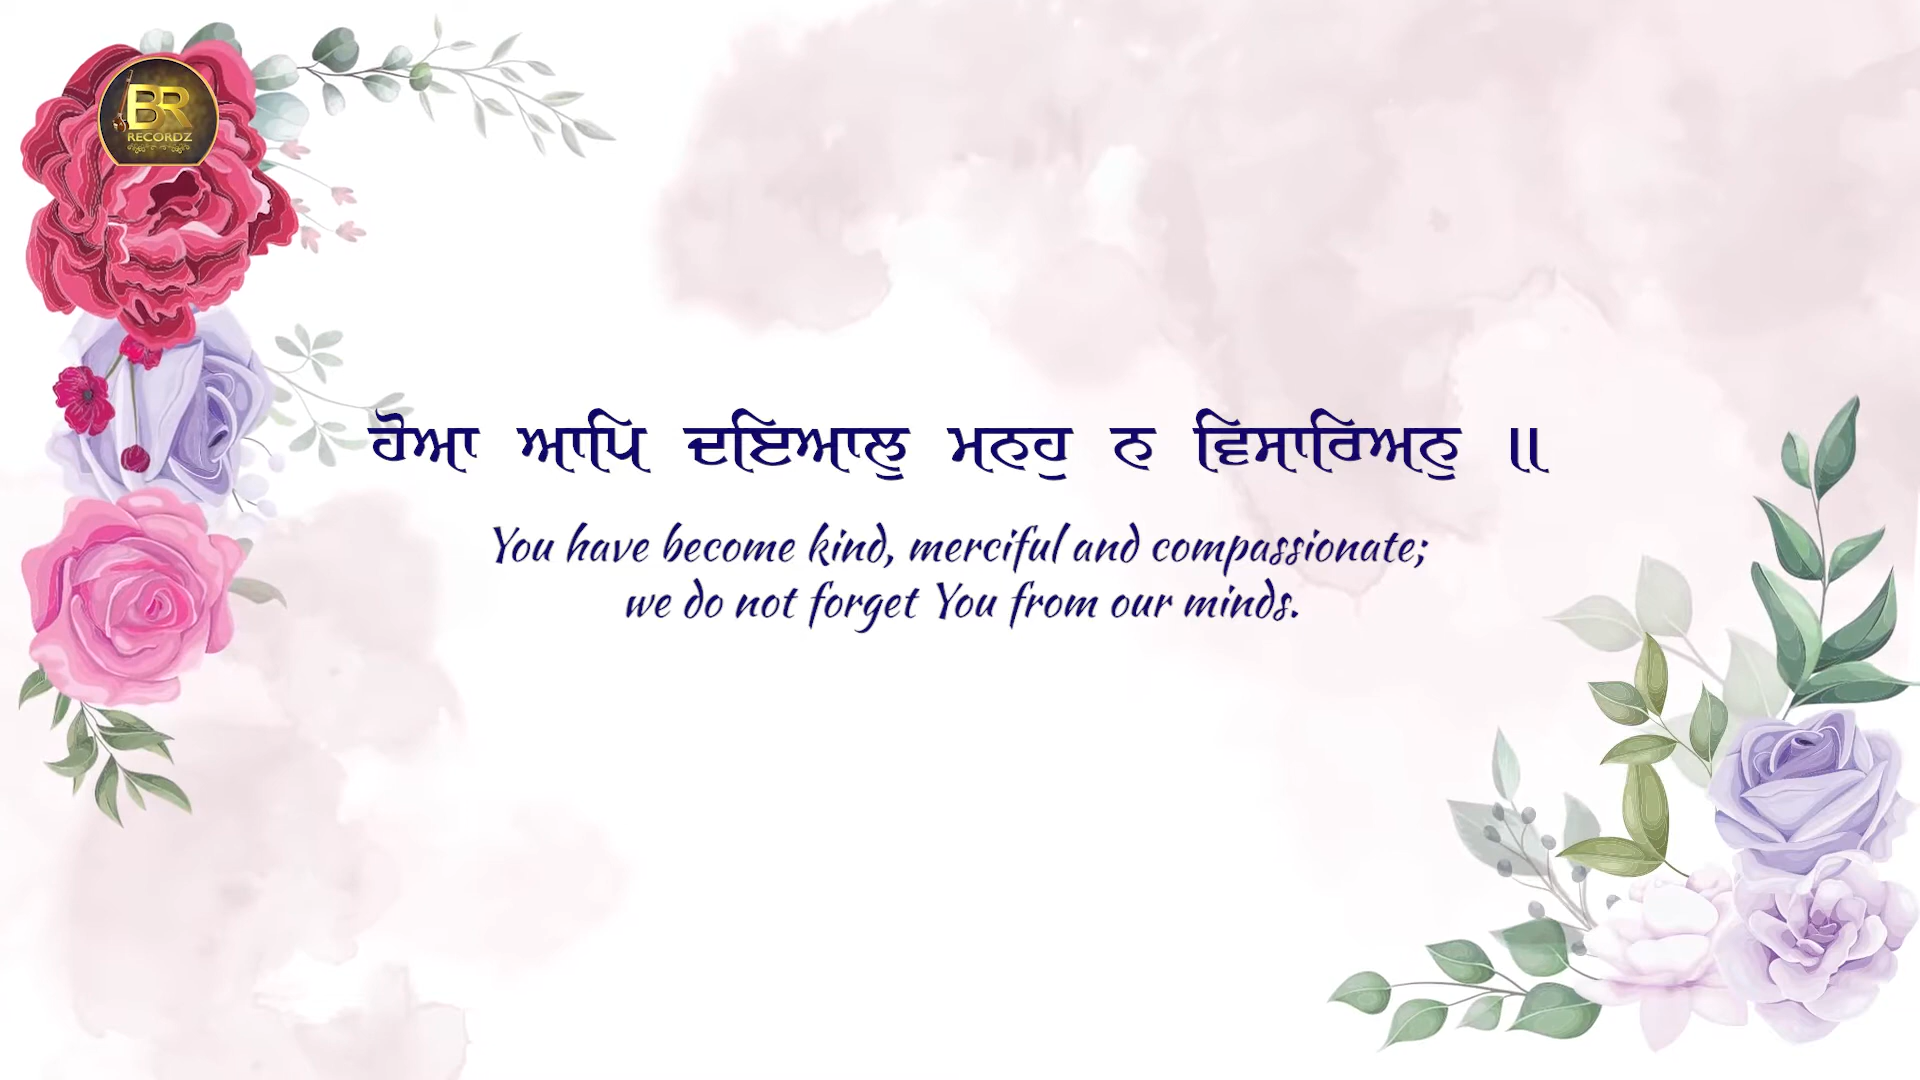 BR
RECORDZ
ਹੋਆ ਆਪਿ ਦਇਆਲੁ ਮਨਹੁ ਨ ਵਿਸਾਰਿਅਨੁ ॥
You have become kind, merciful and compassionate;
we do not forget You from our minds.